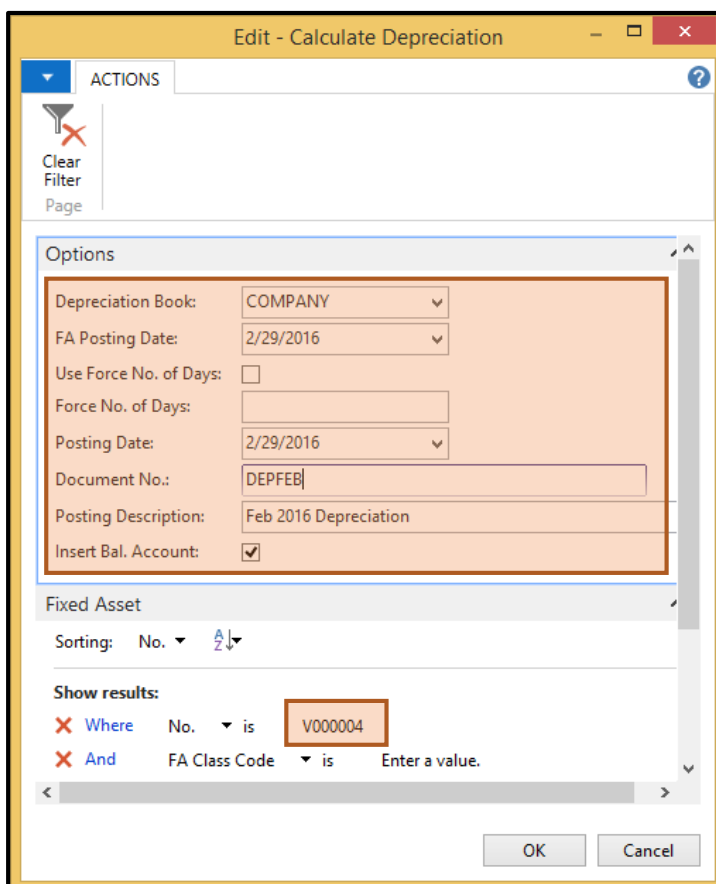 Edit - Calculate Depreciation
ACTIONS
Clear
Filter
Page
Options
Depreciation Book: COMPANY
FA Posting Date: 2/29/2016
Use Force No. of Days:
Force No. of Days:
Posting Date: 2/29/2016
Document No.: DEPFEB
Posting Description: Feb 2016 Depreciation
Insert Bal. Account:
Fixed Asset
Sorting: No. AZ
Show results:
Where No. is V000004
And FA Class Code is Enter a value.
OK Cancel